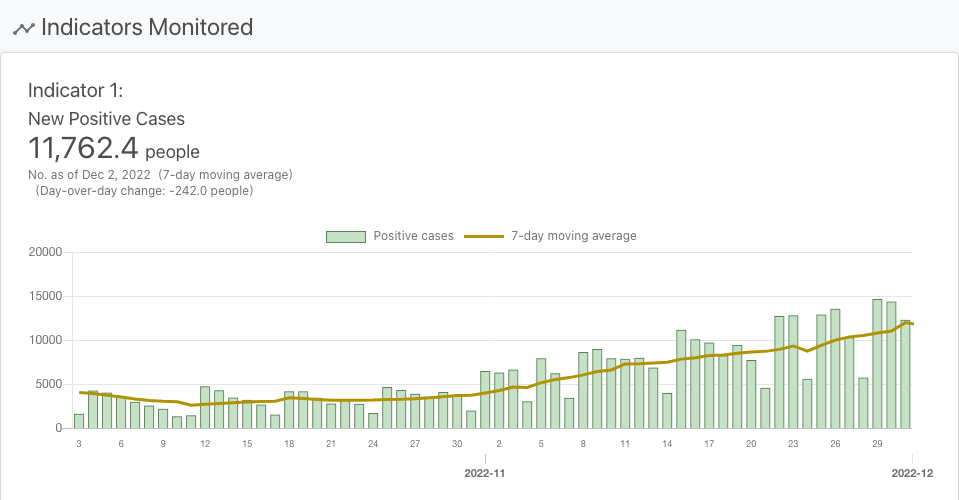 Indicators Monitored
Indicator 1:
New Positive Cases
11,762.4 people
No. as of Dec 2, 2022 (7-day moving average)
(Day-over-day change: -242.0 people)
Positive cases 7-day moving average
20000
15000
10000
5000
0
3 6 9 12 15 18 21 24 27 30 2 5 8 11 14 17 20 23 26 29
2022-11 2022-12